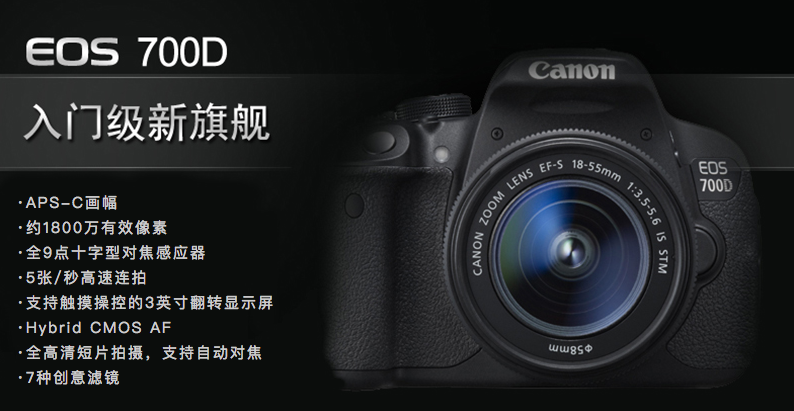 EOS 700D
入门级新旗舰
·APS-C画幅
·约1800万有效像素
·全9点十字型对焦感应器
·5张/秒高速连拍
·支持触摸操控的3英寸翻转显示屏
·Hybrid CMOS AF
·全高清短片拍摄，支持自动对焦
·7种创意滤镜
Canon
EOS
700D
CANON ZOOM LENS EF-S 18-55mm 1:3.5-5.6 IS STM
φ58mm